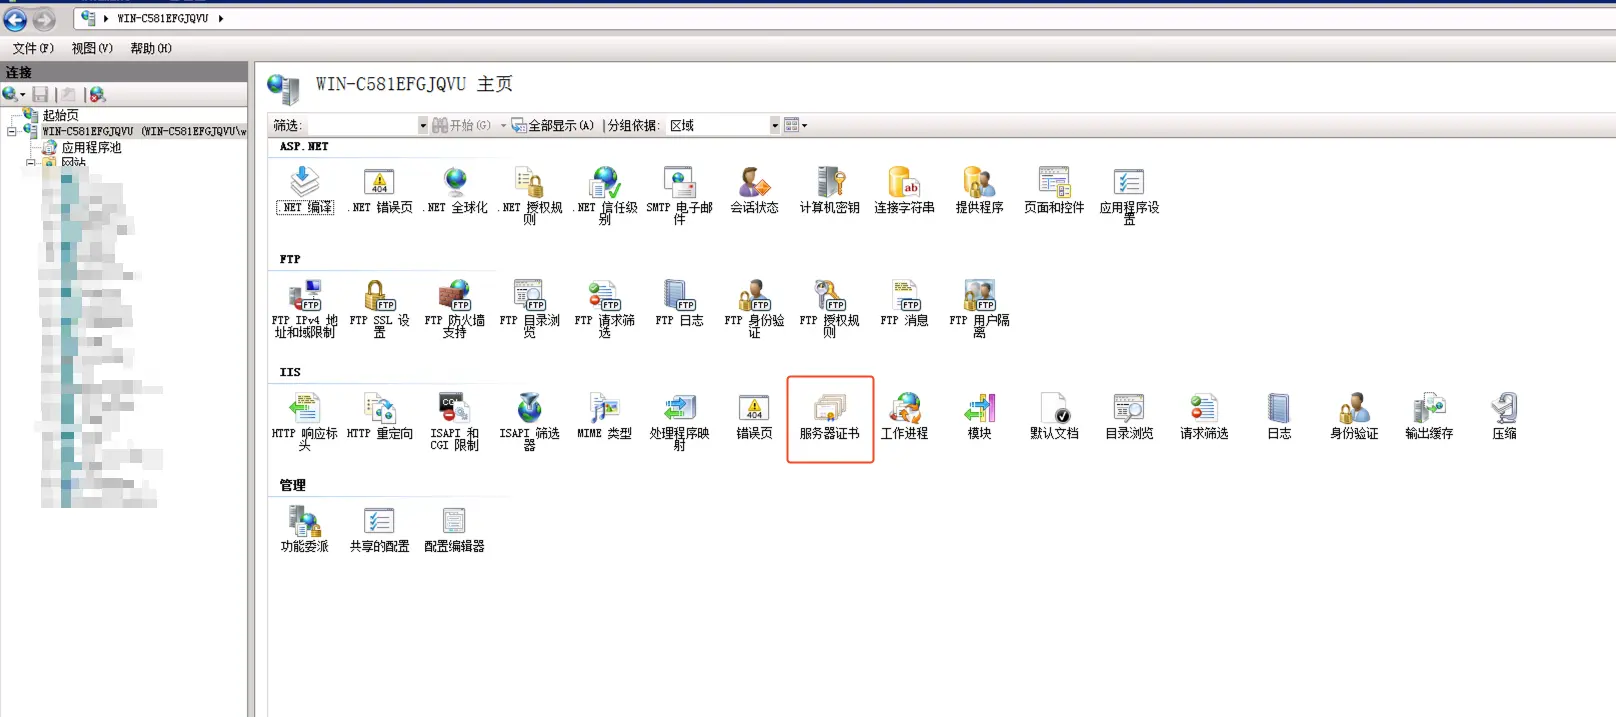 WIN-C581EFGJQVU
文件(F) 视图(V) 帮助(H)
连接
起始页
WIN-C581EFGJQVU (WIN-C581EFGJQVU\w
应用程序池
网站
WIN-C581EFGJQVU 主页
筛选: 开始(G) 全部显示(A) 分组依据: 区域
ASP.NET
.NET 编译
.NET 错误页
.NET 全球化
.NET 授权规
则
.NET 信任级
别
SMTP 电子邮
件
会话状态
计算机密钥
连接字符串
提供程序
页面和控件
应用程序设
置
FTP
FTP IPv4 地
址和域限制
FTP SSL 设
置
FTP 防火墙
支持
FTP 目录浏
览
FTP 请求筛
选
FTP 日志
FTP 身份验
证
FTP 授权规
则
FTP 消息
FTP 用户隔
离
IIS
HTTP 响应标
头
HTTP 重定向
ISAPI 和
CGI 限制
ISAPI 筛选
器
MIME 类型
处理程序映
射
404
错误页
服务器证书
工作进程
模块
默认文档
目录浏览
请求筛选
日志
身份验证
输出缓存
压缩
管理
功能委派
共享的配置
配置编辑器